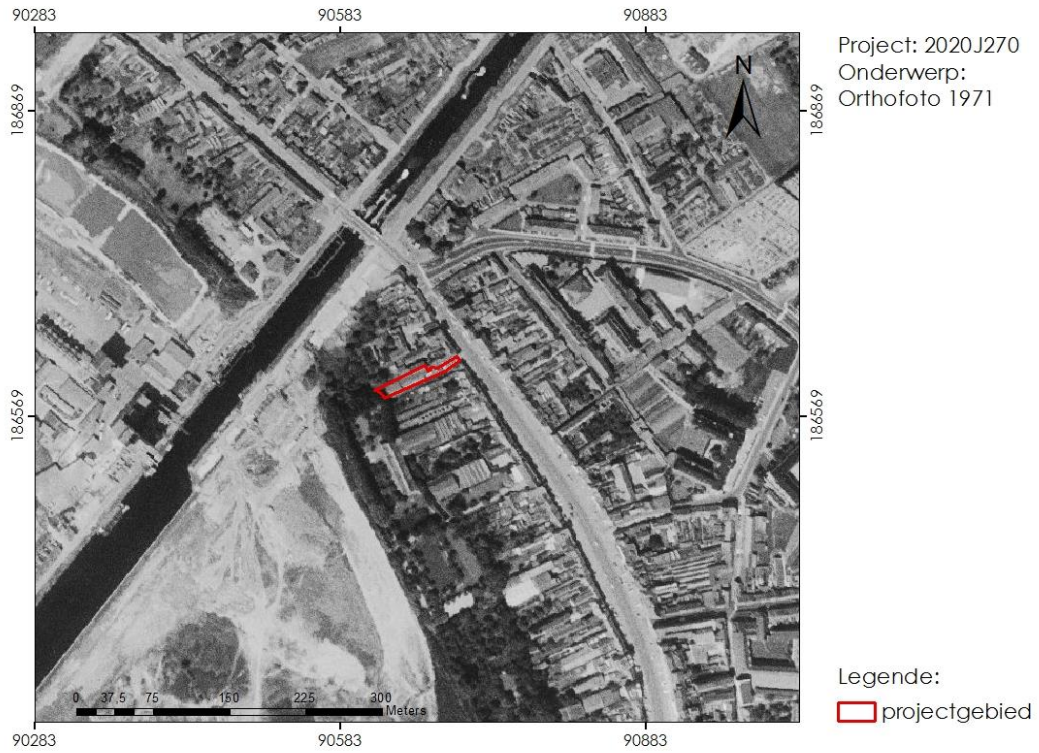 90283 90583 90883
Project: 2020J270
Onderwerp:
Orthofoto 1971
N
186869 186869
186569 186569
0 37,5 75 150 225 300
Meters
Legende:
projectgebied
90283 90583 90883